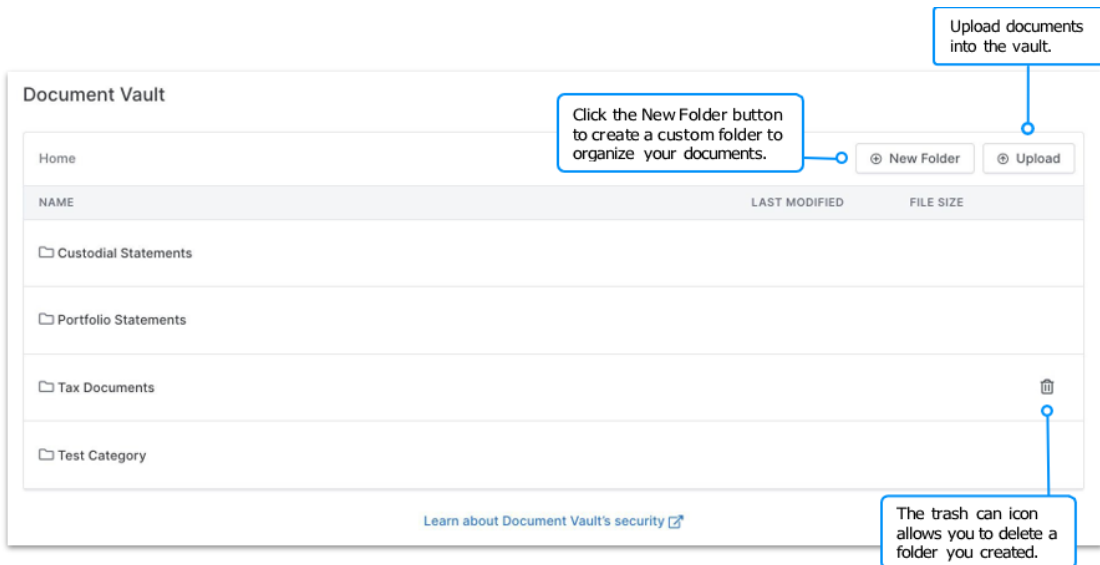 Upload documents
into the vault.
Document Vault
Click the New Folder button
to create a custom folder to
organize your documents.
Home
New Folder
Upload
NAME LAST MODIFIED FILE SIZE
Custodial Statements
Portfolio Statements
Tax Documents
Test Category
Learn about Document Vault's security
The trash can icon
allows you to delete a
folder you created.